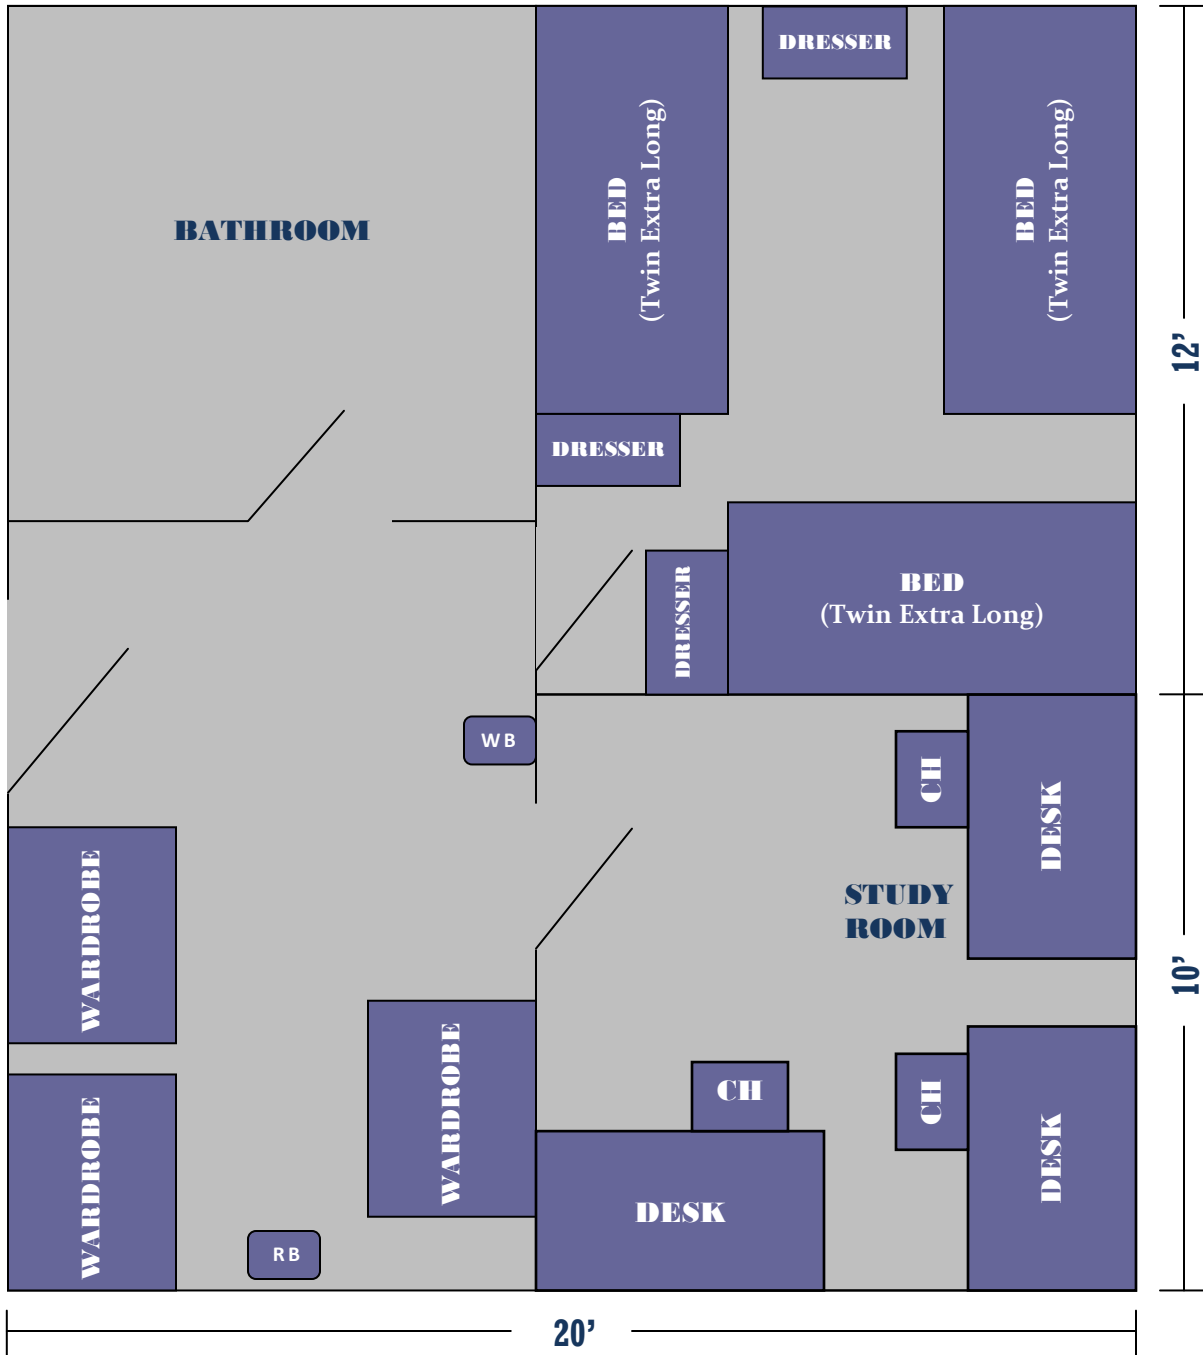 DRESSER
BED
(Twin Extra Long)
BED
(Twin Extra Long)
BATHROOM
12’
DRESSER
BED
(Twin Extra Long)
DRESSER
WB
CH
DESK
STUDY
ROOM
WARDROBE
10’
WARDROBE
CH
CH
DESK
WARDROBE
DESK
RB
20’